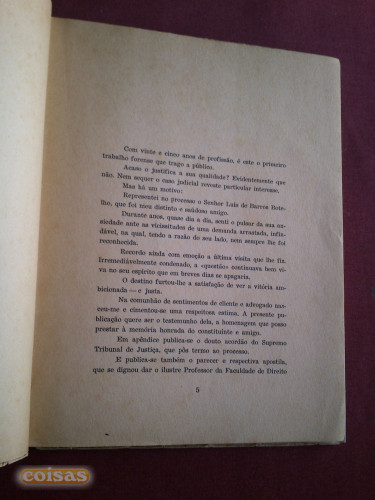 Com vinte e cinco anos de profissão, é este o primeiro
trabalho forense que trago a público.
Acaso o justifica a sua qualidade? Evidentemente que
não. Nem sequer o caso judicial reveste particular interesse.
Mas há um motivo:
Representei no processo o Senhor Luís de Barros Bote-
lho, que foi meu distinto e saúdoso amigo.
Durante anos, quase dia a dia, senti o pulsar da sua an-
siedade ante as vicissitudes de uma demanda arrastada, infin-
dável, na qual, tendo a razão do seu lado, nem sempre lhe foi
reconhecida.
Recordo ainda com emoção a última visita que lhe fiz.
Irremediàvelmente condenado, a «questão» continuava bem vi-
va no seu espírito que em breves dias se apagaria.
O destino furtou-lhe a satisfação de ver a vitória am-
bicionada — e justa.
Na comunhão de sentimentos de cliente e advogado nas-
ceu-me e cimentou-se uma respeitosa estima. A presente pu-
blicação quere ser o testemunho dela, a homenagem que posso
prestar à memória honrada do constituinte e amigo.
Em apêndice publica-se o douto acordão do Supremo
Tribunal de Justiça, que pôs termo ao processo.
E publica-se também o parecer e respectiva apostila,
que se dignou dar o ilustre Professor da Faculdade de Direito
5
coisas